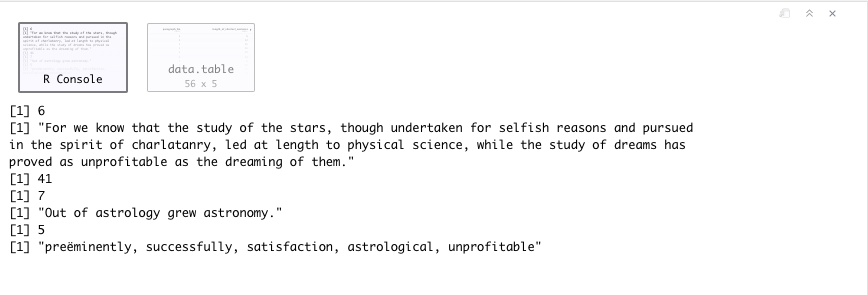 R Console
data.table
56 x 5
[1] 6
[1] "For we know that the study of the stars, though undertaken for selfish reasons and pursued
in the spirit of charlatanry, led at length to physical science, while the study of dreams has
proved as unprofitable as the dreaming of them."
[1] 41
[1] 7
[1] "Out of astrology grew astronomy."
[1] 5
[1] "preëminently, successfully, satisfaction, astrological, unprofitable"